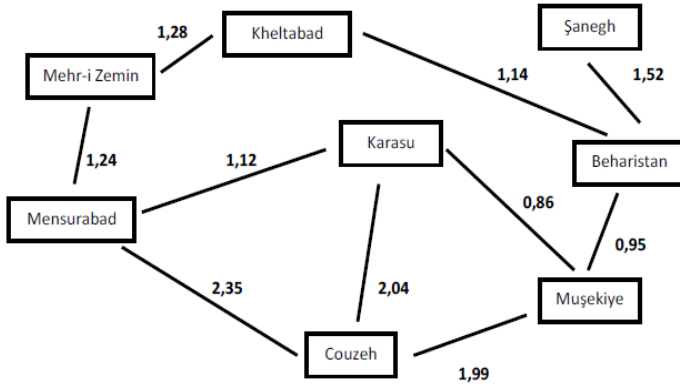 Şanegh
1,28
Kheltabad
Mehr-i Zemin
1,14
1,52
Karasu
1,24
1,12
Beharistan
0,86
Mensurabad
0,95
2,35
2,04
Muşekiye
Couzeh
1,99